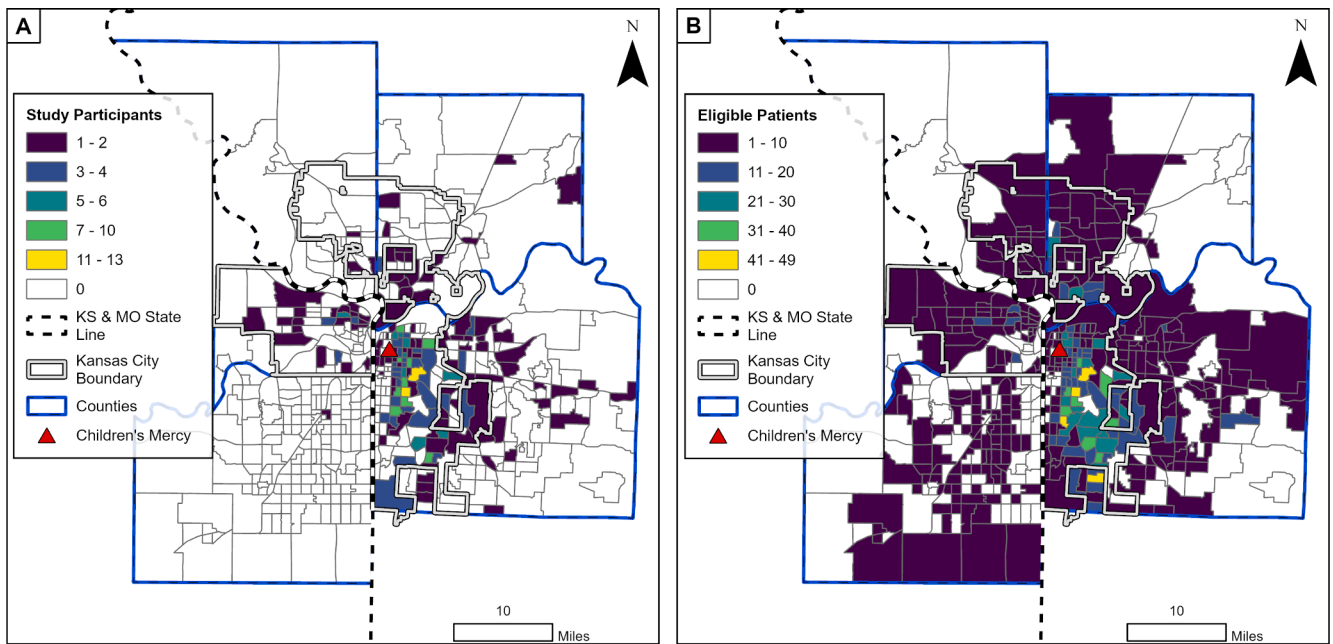 A
N
Study Participants
1 - 2
3 - 4
5 - 6
7 - 10
11 - 13
0
KS & MO State
Line
Kansas City
Boundary
Counties
Children's Mercy
10
Miles
B
N
Eligible Patients
1 - 10
11 - 20
21 - 30
31 - 40
41 - 49
0
KS & MO State
Line
Kansas City
Boundary
Counties
Children's Mercy
10
Miles